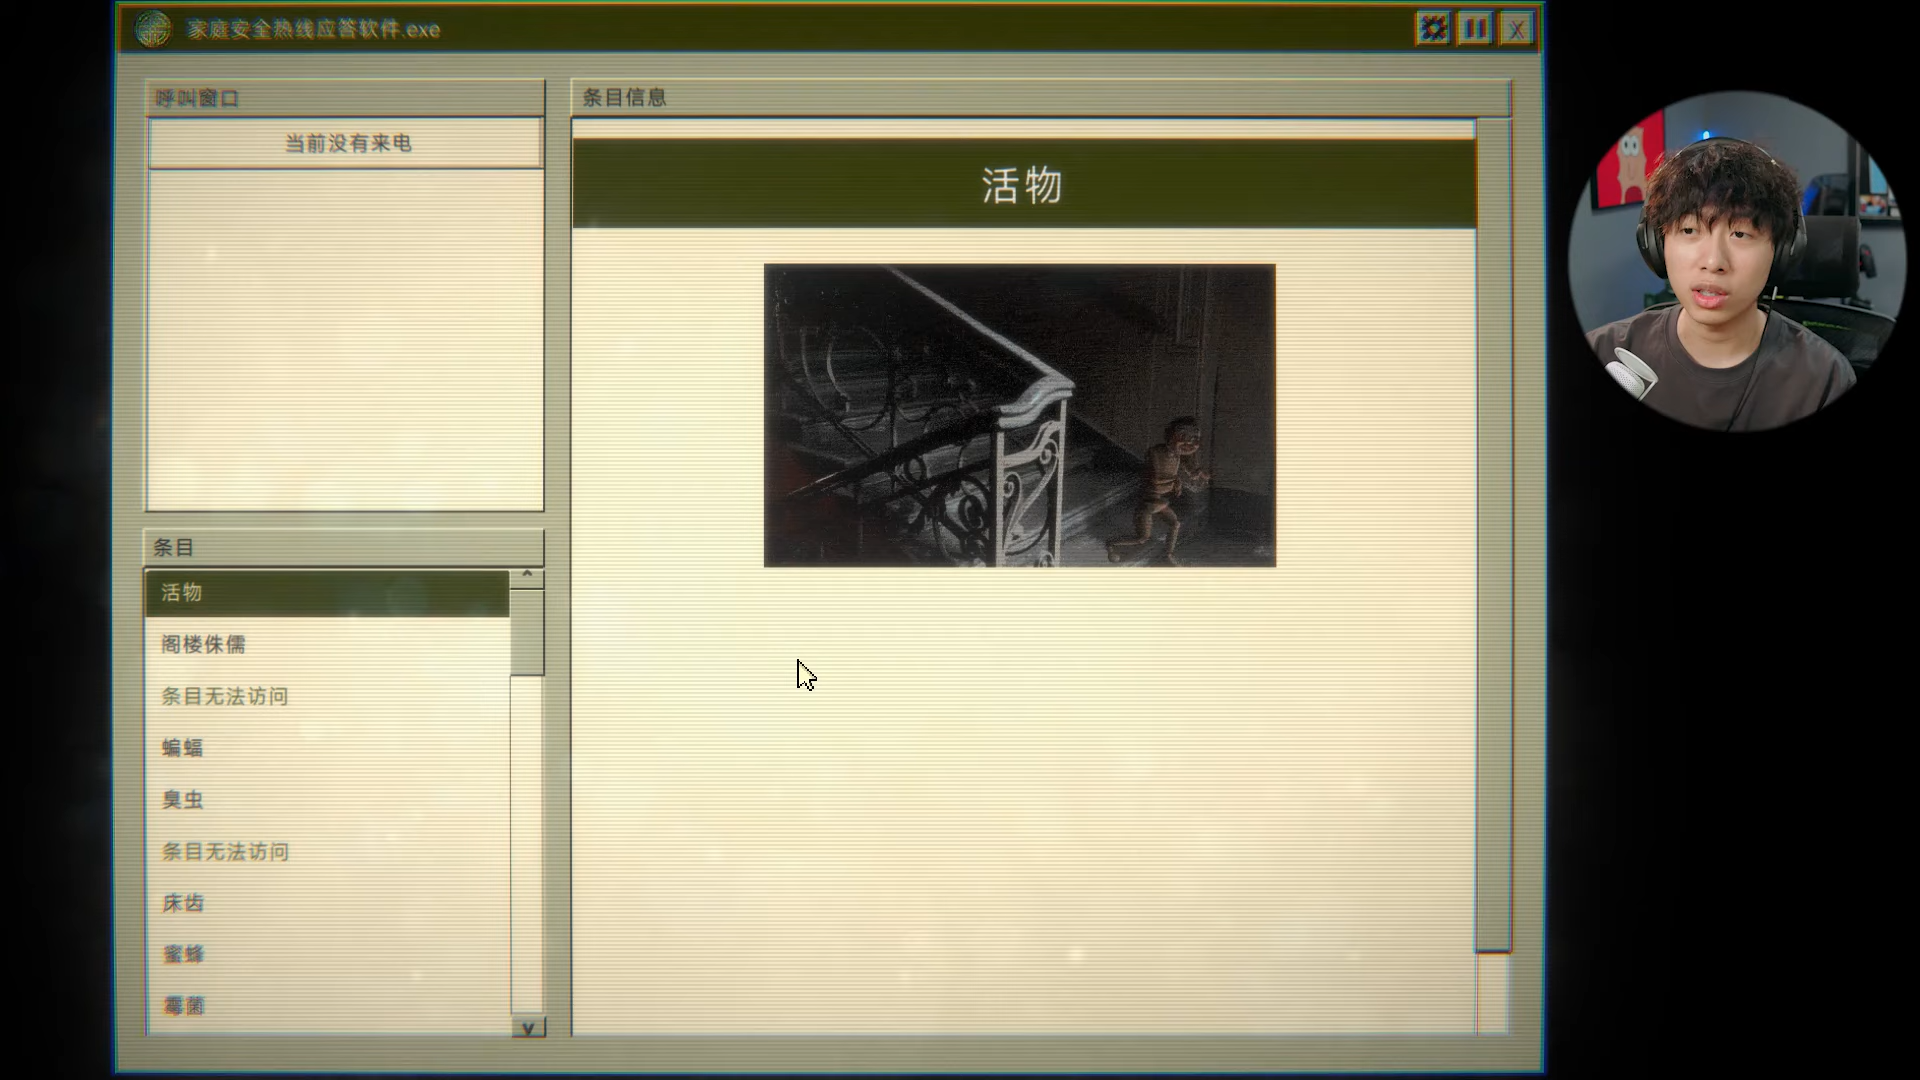 家庭安全热线应答软件.exe
呼叫窗口
当前没有来电
条目
活物
阁楼侏儒
条目无法访问
蝙蝠
臭虫
条目无法访问
床齿
蜜蜂
霉菌
条目信息
活物